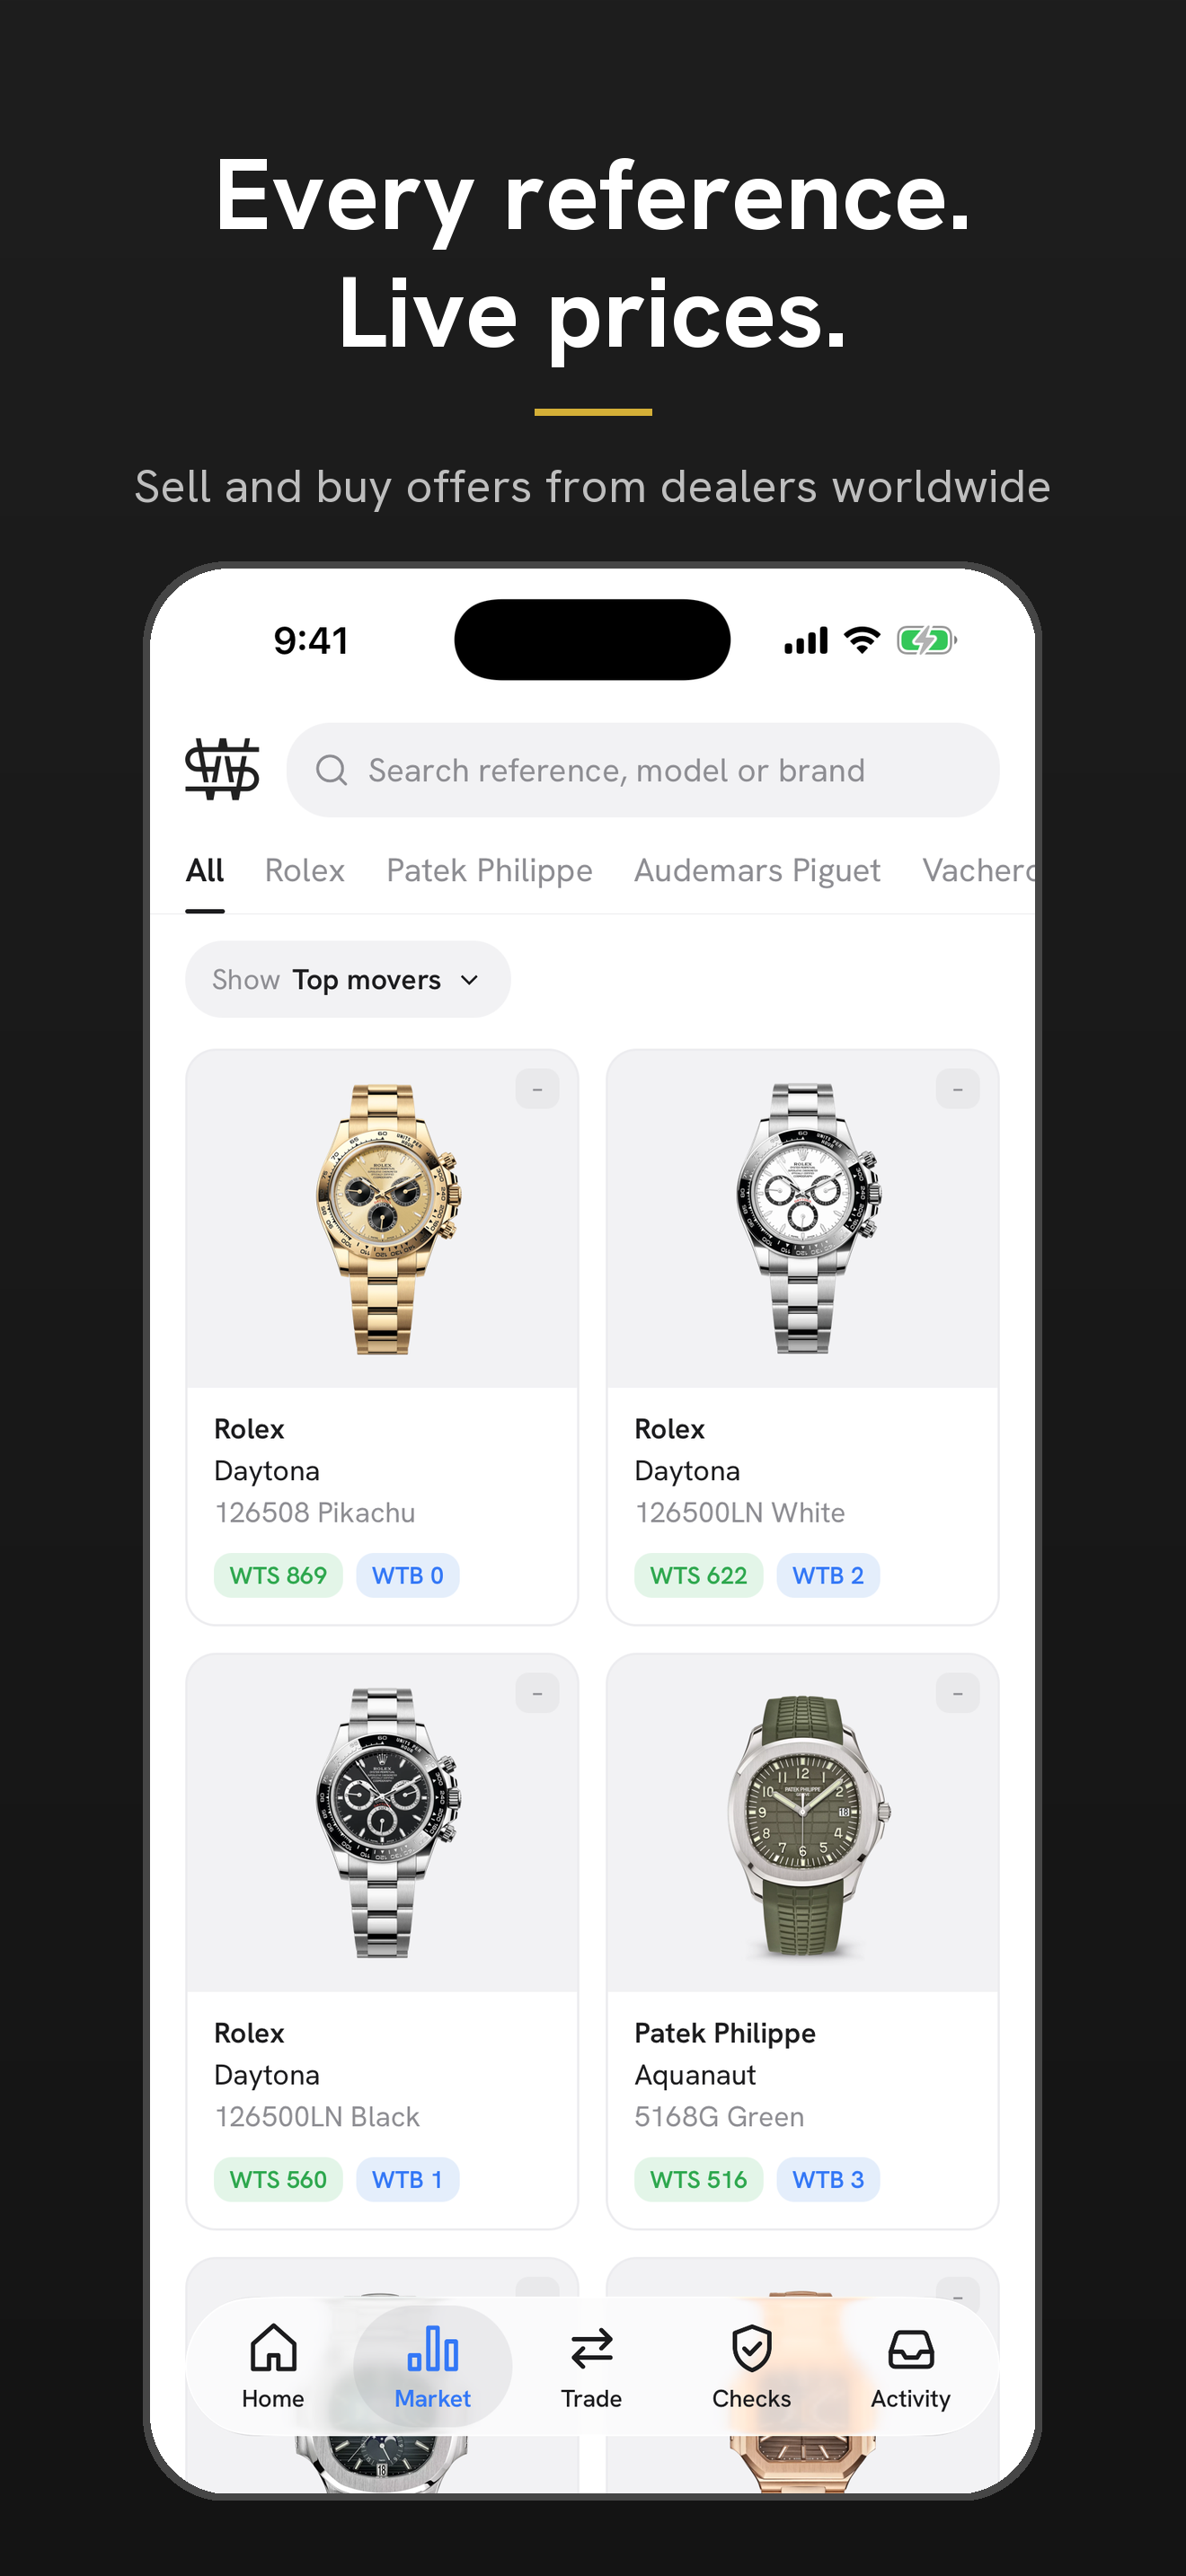 Every reference.
Live prices.
Sell and buy offers from dealers worldwide
9:41
Search reference, model or brand
All Rolex Patek Philippe Audemars Piguet Vachero
Show Top movers
Rolex
Daytona
126508 Pikachu
WTS 869 WTB 0
Rolex
Daytona
126500LN White
WTS 622 WTB 2
Rolex
Daytona
126500LN Black
WTS 560 WTB 1
PATEK PHILIPPE
Patek Philippe
Aquanaut
5168G Green
WTS 516 WTB 3
Home Market Trade Checks Activity